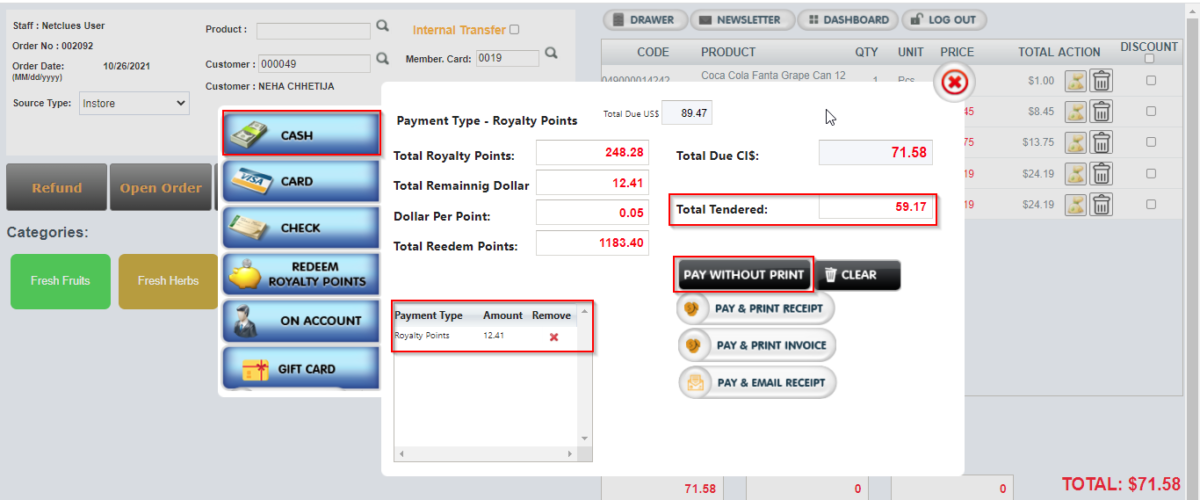 Staff : Netclues User
Order No : 002092
Order Date: 10/26/2021
(MM/dd/yyyy)
Source Type: Instore
Product :
Customer : 000049
Customer : NEHA CHHETIJA
Internal Transfer
Member. Card: 0019
DRAWER NEWSLETTER DASHBOARD LOG OUT
CODE PRODUCT QTY UNIT PRICE TOTAL ACTION DISCOUNT
049000014242 Coca Cola Fanta Grape Can 12 1 Pcs $1.00
45 $8.45
75 $13.75
19 $24.19
19 $24.19
Refund Open Order
Categories:
Fresh Fruits Fresh Herbs
CASH
CARD
CHECK
REDEEM
ROYALTY POINTS
ON ACCOUNT
GIFT CARD
Payment Type - Royalty Points
Total Due US$ 89.47
Total Royalty Points: 248.28
Total Remainnig Dollar 12.41
Dollar Per Point: 0.05
Total Reedem Points: 1183.40
Total Due CI$: 71.58
Total Tendered: 59.17
PAY WITHOUT PRINT CLEAR
PAY & PRINT RECEIPT
PAY & PRINT INVOICE
PAY & EMAIL RECEIPT
Payment Type Amount Remove
Royalty Points 12.41
71.58 0 0 TOTAL: $71.58